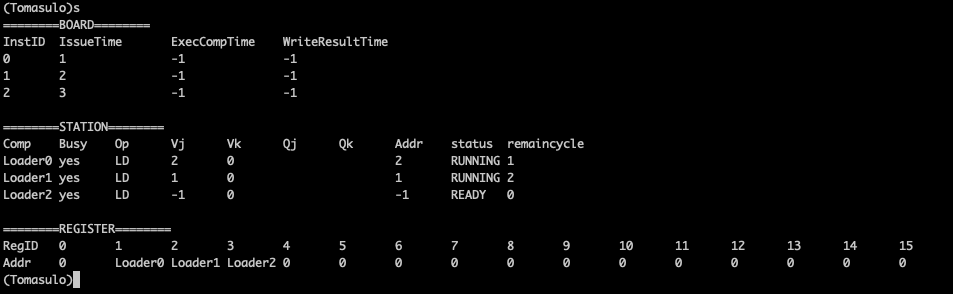 (Tomasulo)s
========BOARD========
InstID IssueTime ExecCompTime WriteResultTime
0 1 -1 -1
1 2 -1 -1
2 3 -1 -1
========STATION========
Comp Busy Op Vj Vk Qj Qk Addr status remaincycle
Loader0 yes LD 2 0 2 RUNNING 1
Loader1 yes LD 1 0 1 RUNNING 2
Loader2 yes LD -1 0 -1 READY 0
========REGISTER========
RegID 0 1 2 3 4 5 6 7 8 9 10 11 12 13 14 15
Addr 0 Loader0 Loader1 Loader2 0 0 0 0 0 0 0 0 0 0 0 0
(Tomasulo)